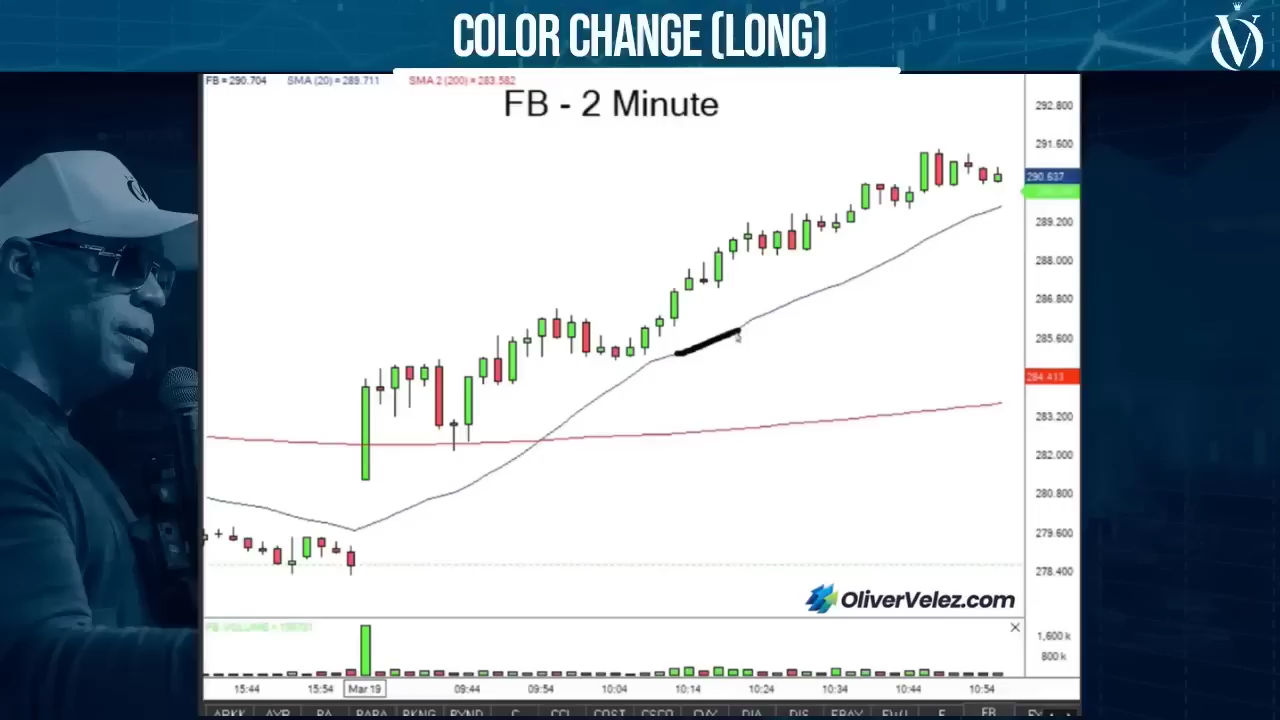 COLOR CHANGE (LONG)
FB = 290.704 SMA (20) = 289.711 SMA 2 (200) = 283.582
FB - 2 Minute
292.800
291.600
290.637
289.200
288.000
286.800
285.600
284.413
283.200
282.000
280.800
279.600
278.400
OliverVelez.com
FB.VOLUME =
1,600 k
800 k
15:44 15:54 Mar 19 09:44 09:54 10:04 10:14 10:24 10:34 10:44 10:54